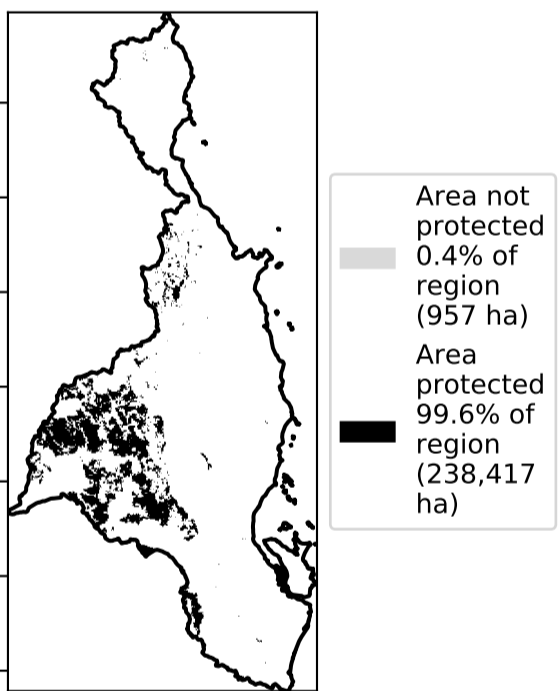 Area not
protected
0.4% of
region
(957 ha)
Area
protected
99.6% of
region
(238,417
ha)